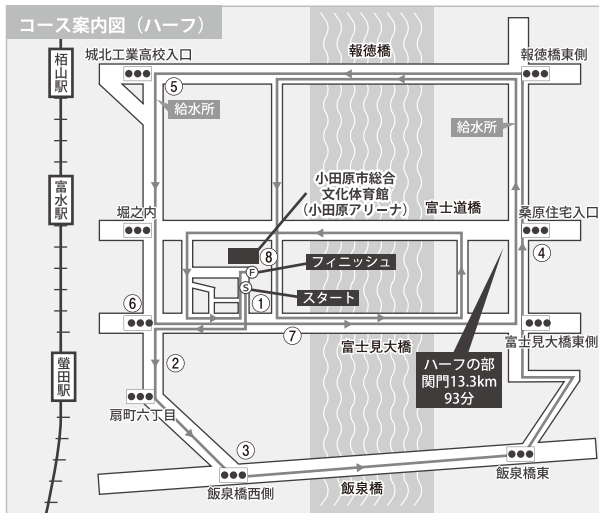 コース案内図（ハーフ）
栢山駅
富水駅
螢田駅
城北工業高校入口
報徳橋
報徳橋東側
⑤
給水所
給水所
小田原市総合
文化体育館
（小田原アリーナ）
富士道橋
桑原住宅入口
堀之内
⑧
④
F
フィニッシュ
S
スタート
①
⑥
⑦
富士見大橋
富士見大橋東側
②
ハーフの部
関門13.3km
93分
扇町六丁目
③
飯泉橋西側
飯泉橋
飯泉橋東